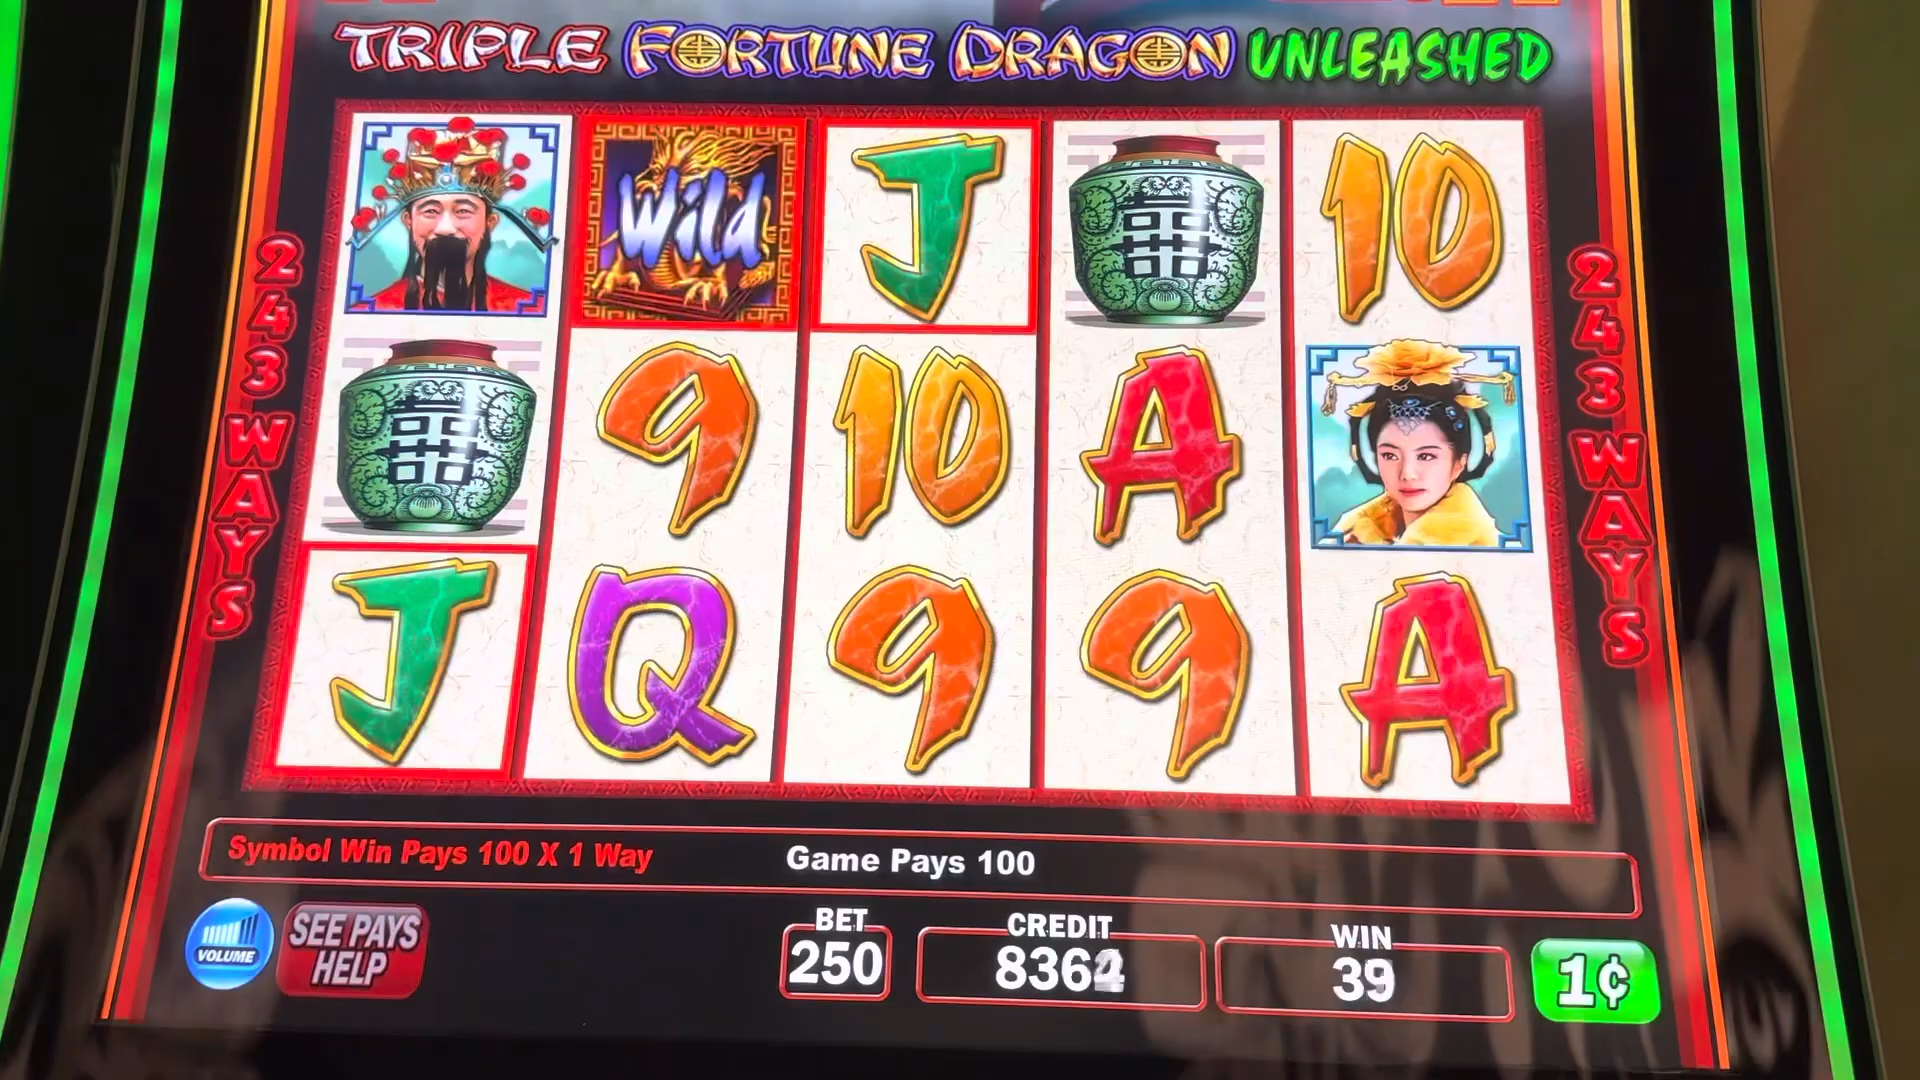 TRIPLE FORTUNE DRAGON UNLEASHED
243 WAYS
243 WAYS
Wild
J
10
9
10
A
J
Q
9
9
A
Symbol Win Pays 100 X 1 Way
Game Pays 100
VOLUME
SEE PAYS
HELP
BET
250
CREDIT
836
WIN
39
1¢